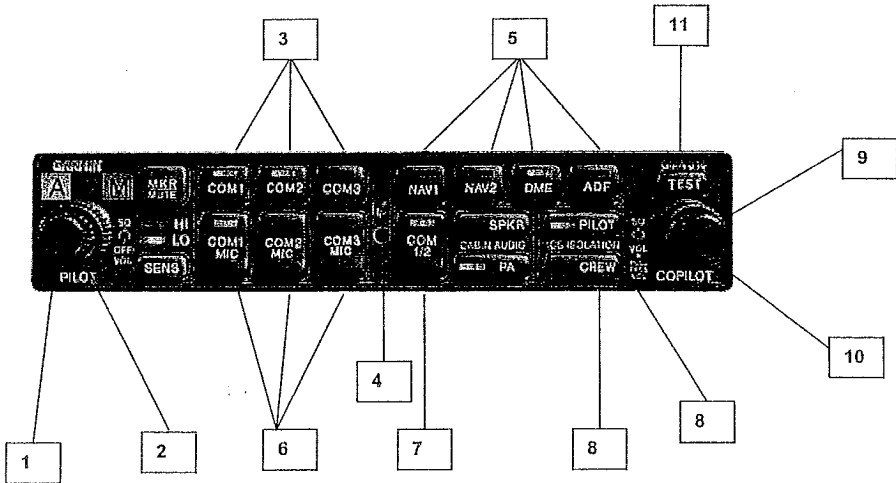 3
5
11
9
GARMIN
A M MKR MUTE COM1 COM2 COM3 NAV1 NAV2 DME ADF TEST
SQ OFF VOL HI LO SENS COM1 MIC COM2 MIC COM3 MIC COM 1/2 SPKR PILOT SQ VOL
ICS ISOLATION
PA CREW
PILOT
COPILOT
4
10
1
2
6
7
8
8